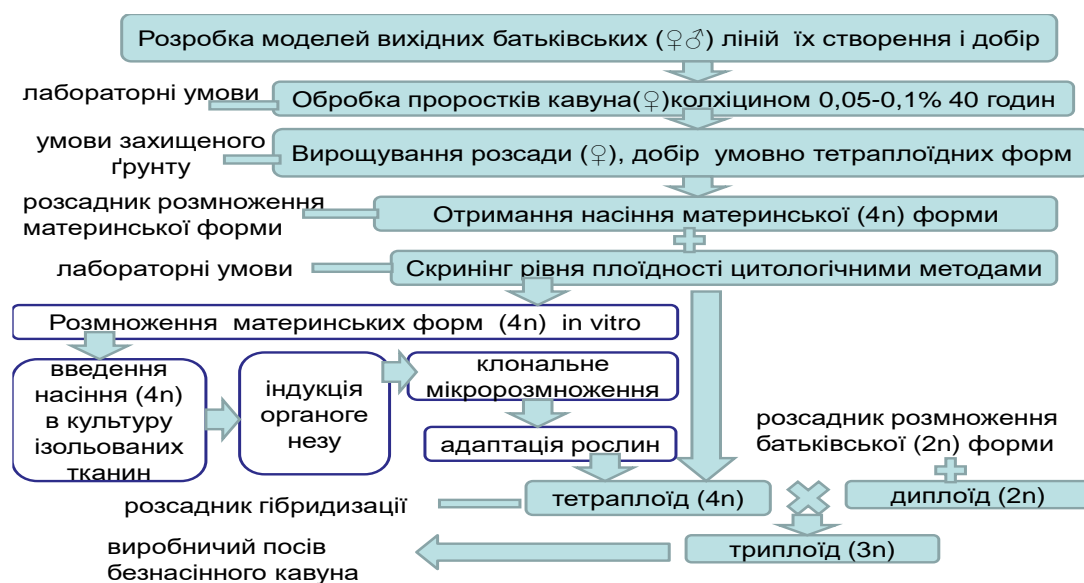 Розробка моделей вихідних батьківських (♀♂) ліній їх створення і добір
лабораторні умови
Обробка проростків кавуна(♀)колхіцином 0,05-0,1% 40 годин
умови захищеного
ґрунту
Вирощування розсади (♀), добір умовно тетраплоїдних форм
розсадник розмноження
материнської форми
Отримання насіння материнської (4n) форми
лабораторні умови
Скринінг рівня плоїдності цитологічними методами
Розмноження материнських форм (4n) in vitro
введення
насіння (4n)
в культуру
ізольованих
тканин
індукція
органоге
незу
клональне
мікророзмноження
адаптація рослин
розсадник розмноження
батьківської (2n) форми
розсадник гібридизації
тетраплоїд (4n)
диплоїд (2n)
триплоїд (3n)
виробничий посів
безнасінного кавуна